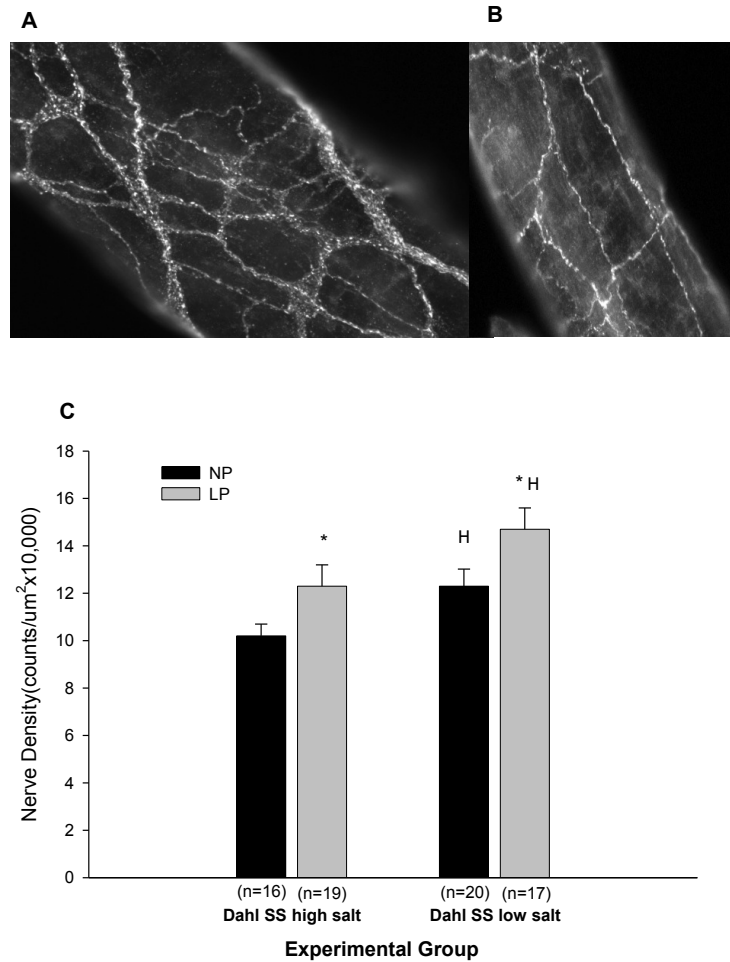 A
B
C
Nerve Density(counts/um²x10,000)
18
16
14
12
10
8
6
4
2
0
NP
LP
*
H
* H
(n=16) (n=19) (n=20) (n=17)
Dahl SS high salt Dahl SS low salt
Experimental Group